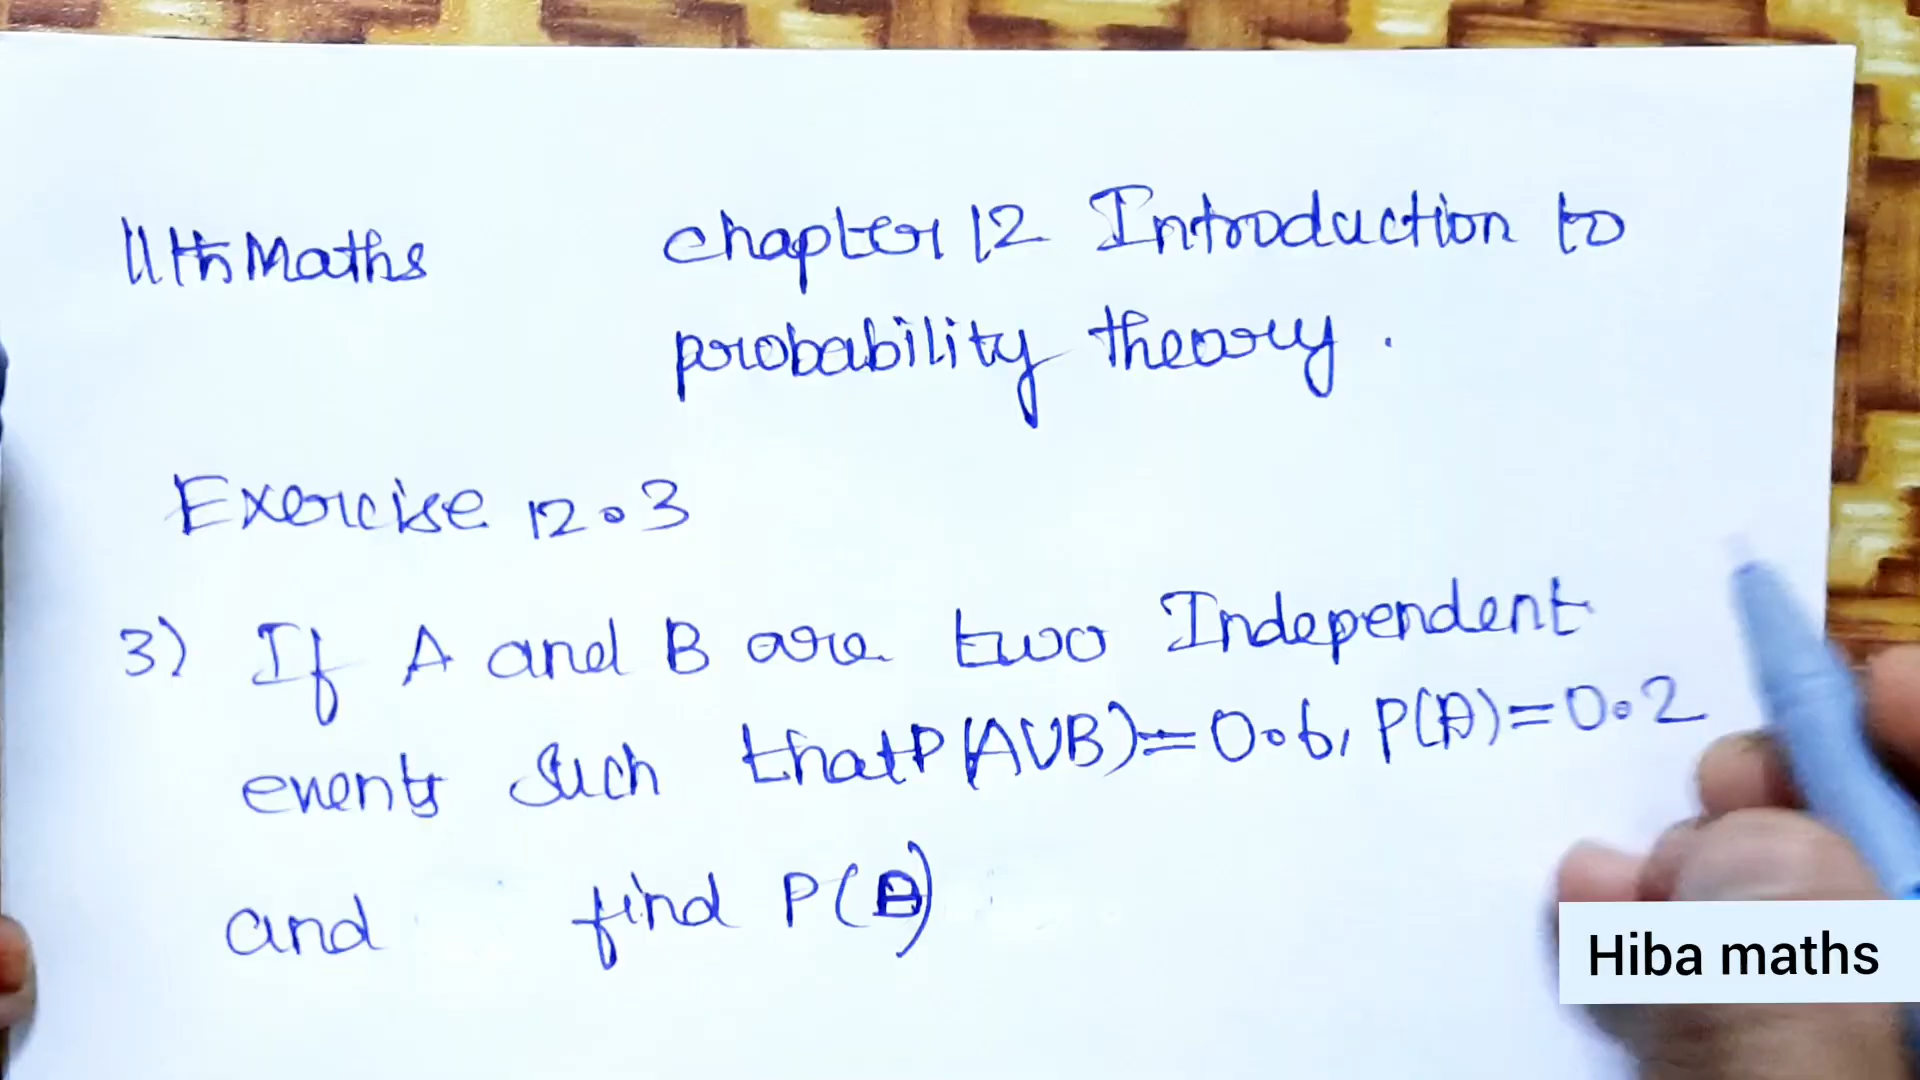 11th Maths
chapter 12 Introduction to
probability theory.
Exercise 12.3
3) If A and B are two Independent
events such that P(AUB)=0.6, P(A)=0.2
and find P(B)
Hiba maths